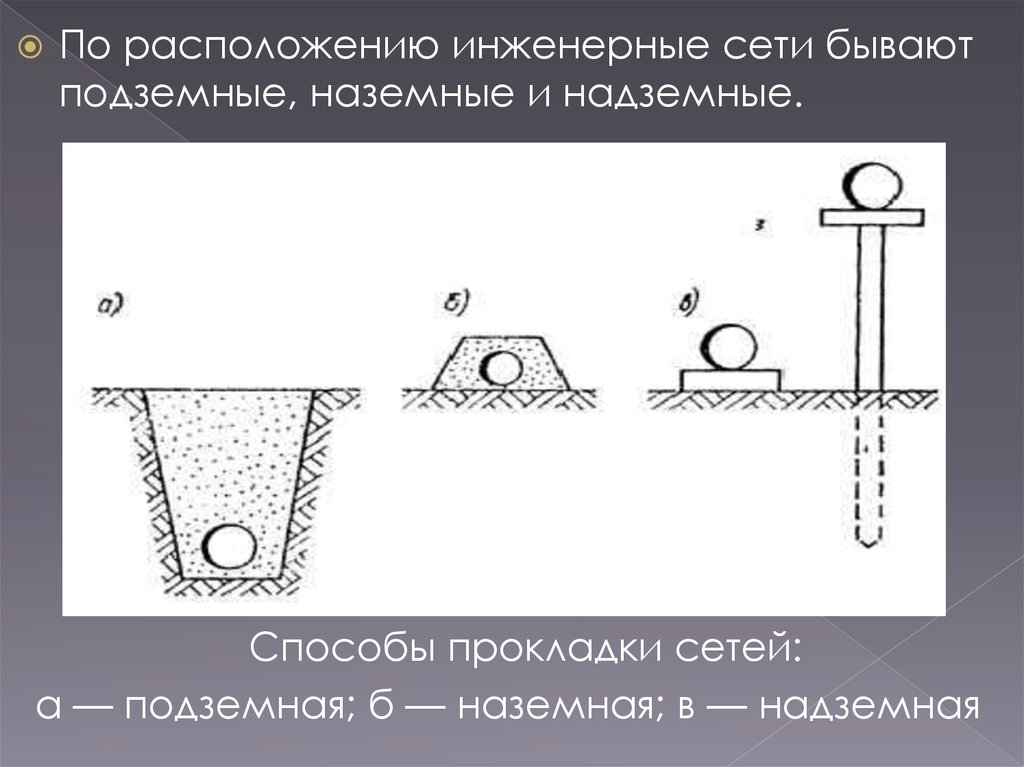 По расположению инженерные сети бывают
подземные, наземные и надземные.
а)
б)
в)
з
Способы прокладки сетей:
а — подземная; б — наземная; в — надземная